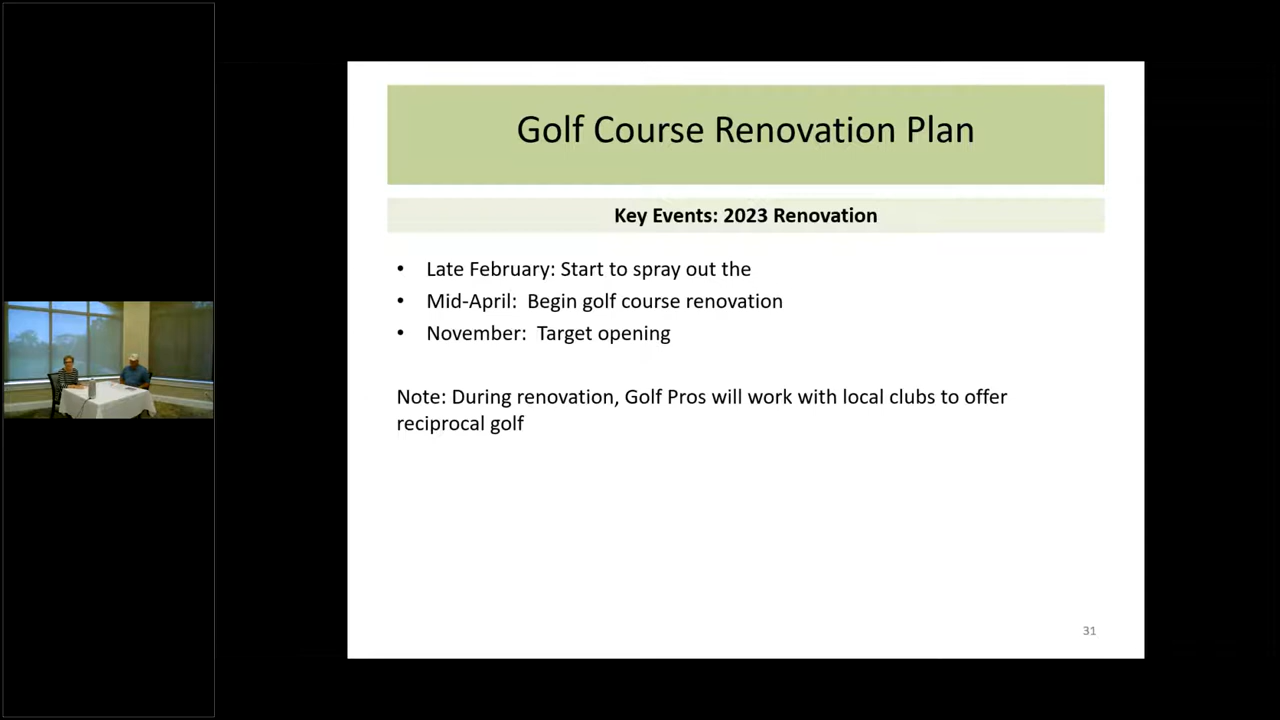 Golf Course Renovation Plan
Key Events: 2023 Renovation
• Late February: Start to spray out the
• Mid-April:  Begin golf course renovation
• November:  Target opening
Note: During renovation, Golf Pros will work with local clubs to offer
reciprocal golf
31